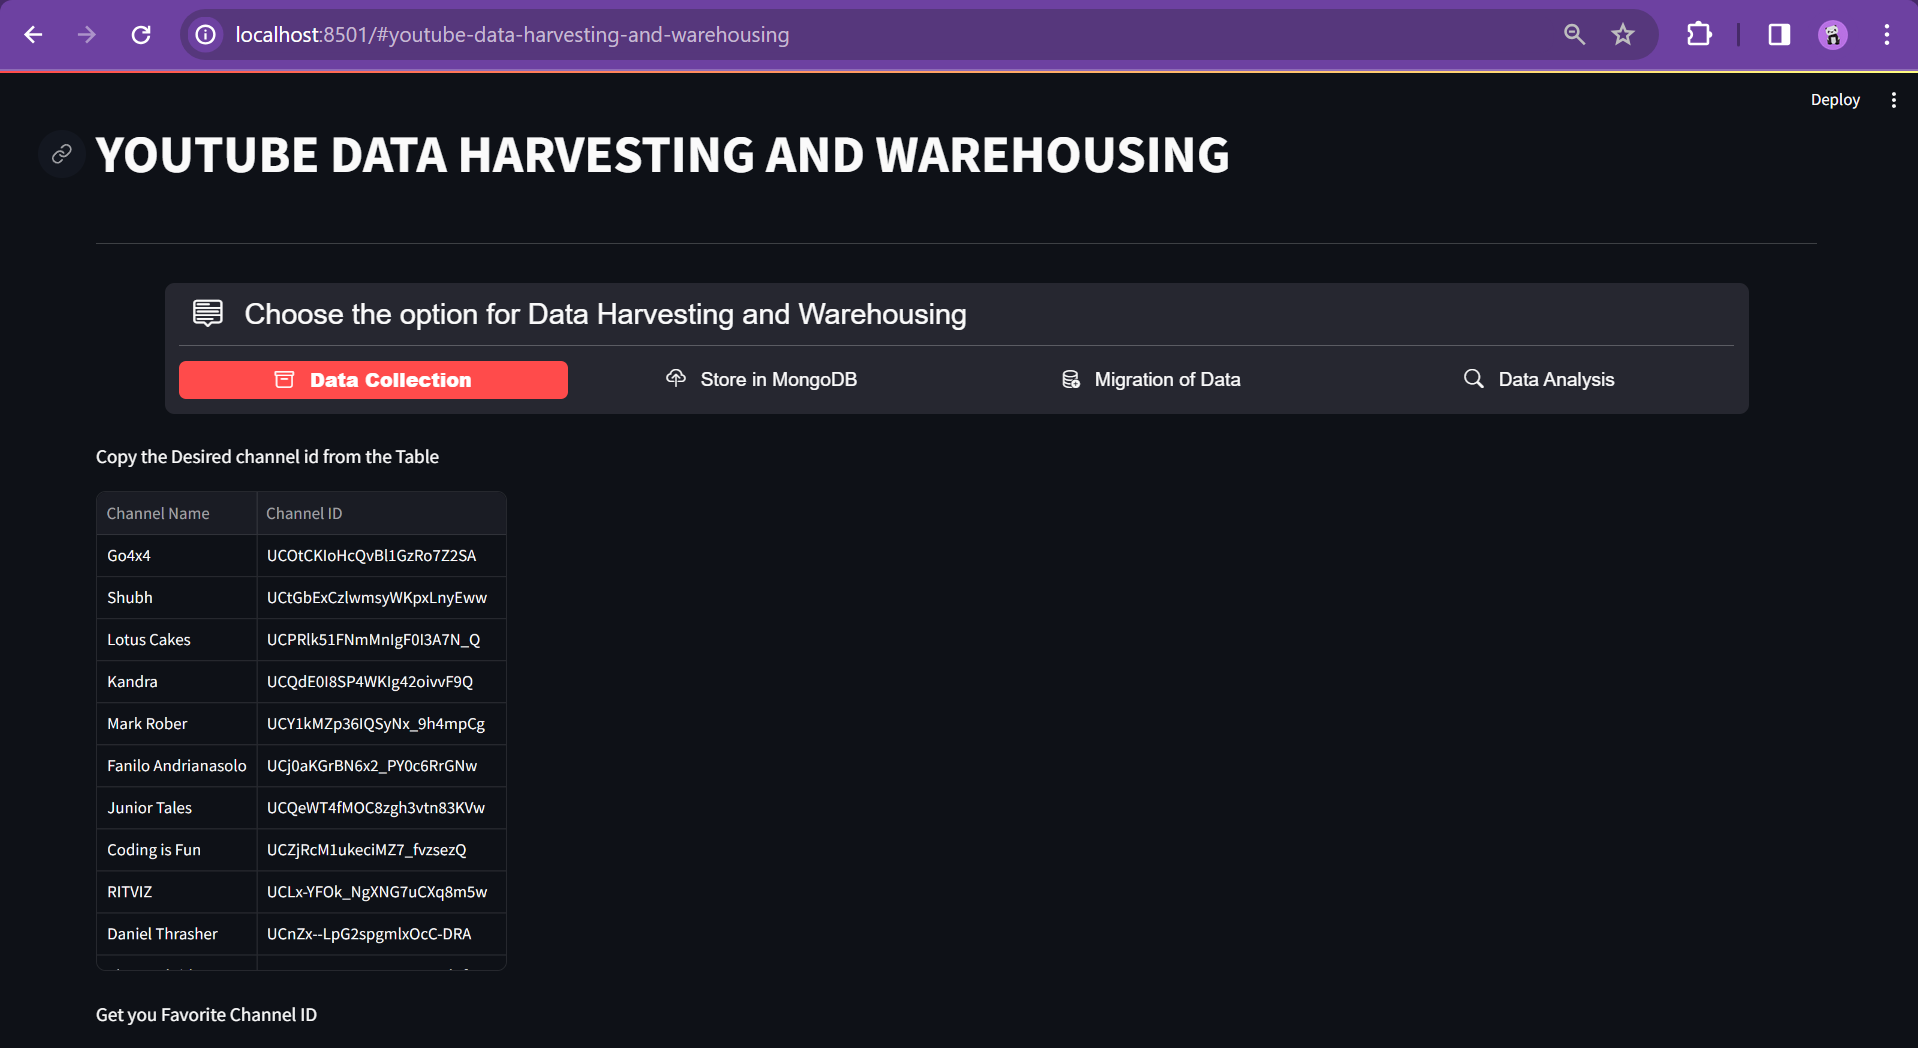 localhost:8501/#youtube-data-harvesting-and-warehousing
Deploy
YOUTUBE DATA HARVESTING AND WAREHOUSING
Choose the option for Data Harvesting and Warehousing
Data Collection Store in MongoDB Migration of Data Data Analysis
Copy the Desired channel id from the Table
Channel Name Channel ID
Go4x4 UCOtCKIoHcQvBl1GzRo7Z2SA
Shubh UCtGbExCzlwmsyWKpxLnyEww
Lotus Cakes UCPRlk51FNmMnIgF0I3A7N_Q
Kandra UCQdE0I8SP4WKIg42oivvF9Q
Mark Rober UCY1kMZp36IQSyNx_9h4mpCg
Fanilo Andrianasolo UCj0aKGrBN6x2_PY0c6RrGNw
Junior Tales UCQeWT4fMOC8zgh3vtn83KVw
Coding is Fun UCZjRcM1ukeciMZ7_fvzsezQ
RITVIZ UCLx-YFOk_NgXNG7uCXq8m5w
Daniel Thrasher UCnZx--LpG2spgmlxOcC-DRA
Get you Favorite Channel ID